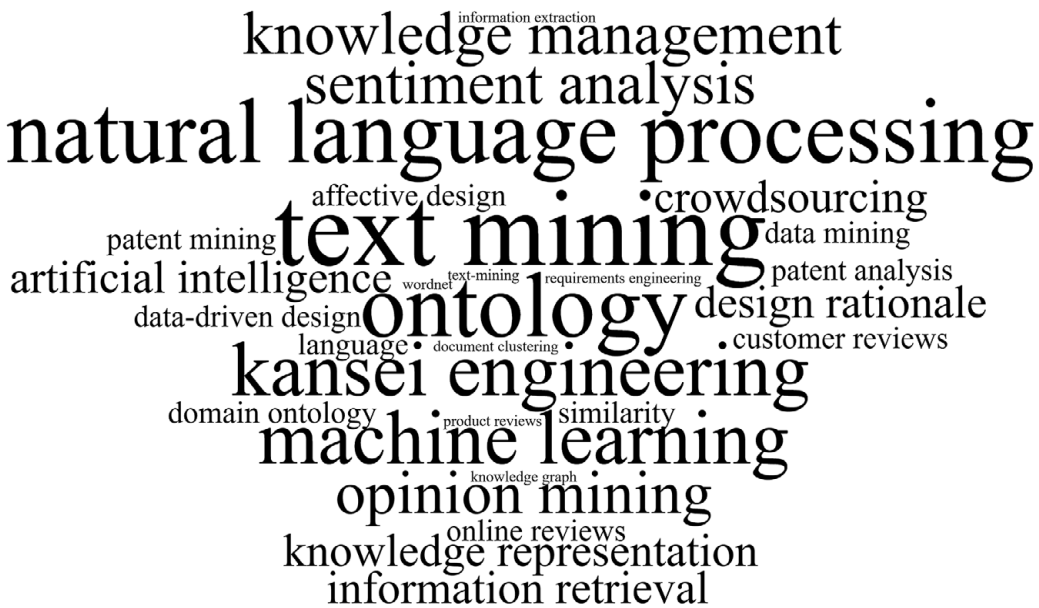 information extraction
knowledge management
sentiment analysis
natural language processing
affective design
crowdsourcing
text mining
patent mining
data mining
artificial intelligence
wordnet
text-mining
requirements engineering
patent analysis
ontology
design rationale
data-driven design
language
document clustering
customer reviews
kansei engineering
domain ontology
product reviews
similarity
machine learning
knowledge graph
opinion mining
online reviews
knowledge representation
information retrieval